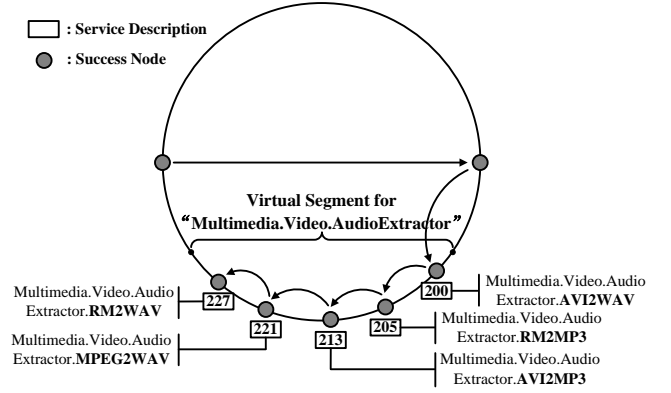 : Service Description
: Success Node
Virtual Segment for
“Multimedia.Video.AudioExtractor”
227
221
213
205
200
Multimedia.Video.Audio
Extractor.RM2WAV
Multimedia.Video.Audio
Extractor.MPEG2WAV
Multimedia.Video.Audio
Extractor.AVI2WAV
Multimedia.Video.Audio
Extractor.RM2MP3
Multimedia.Video.Audio
Extractor.AVI2MP3